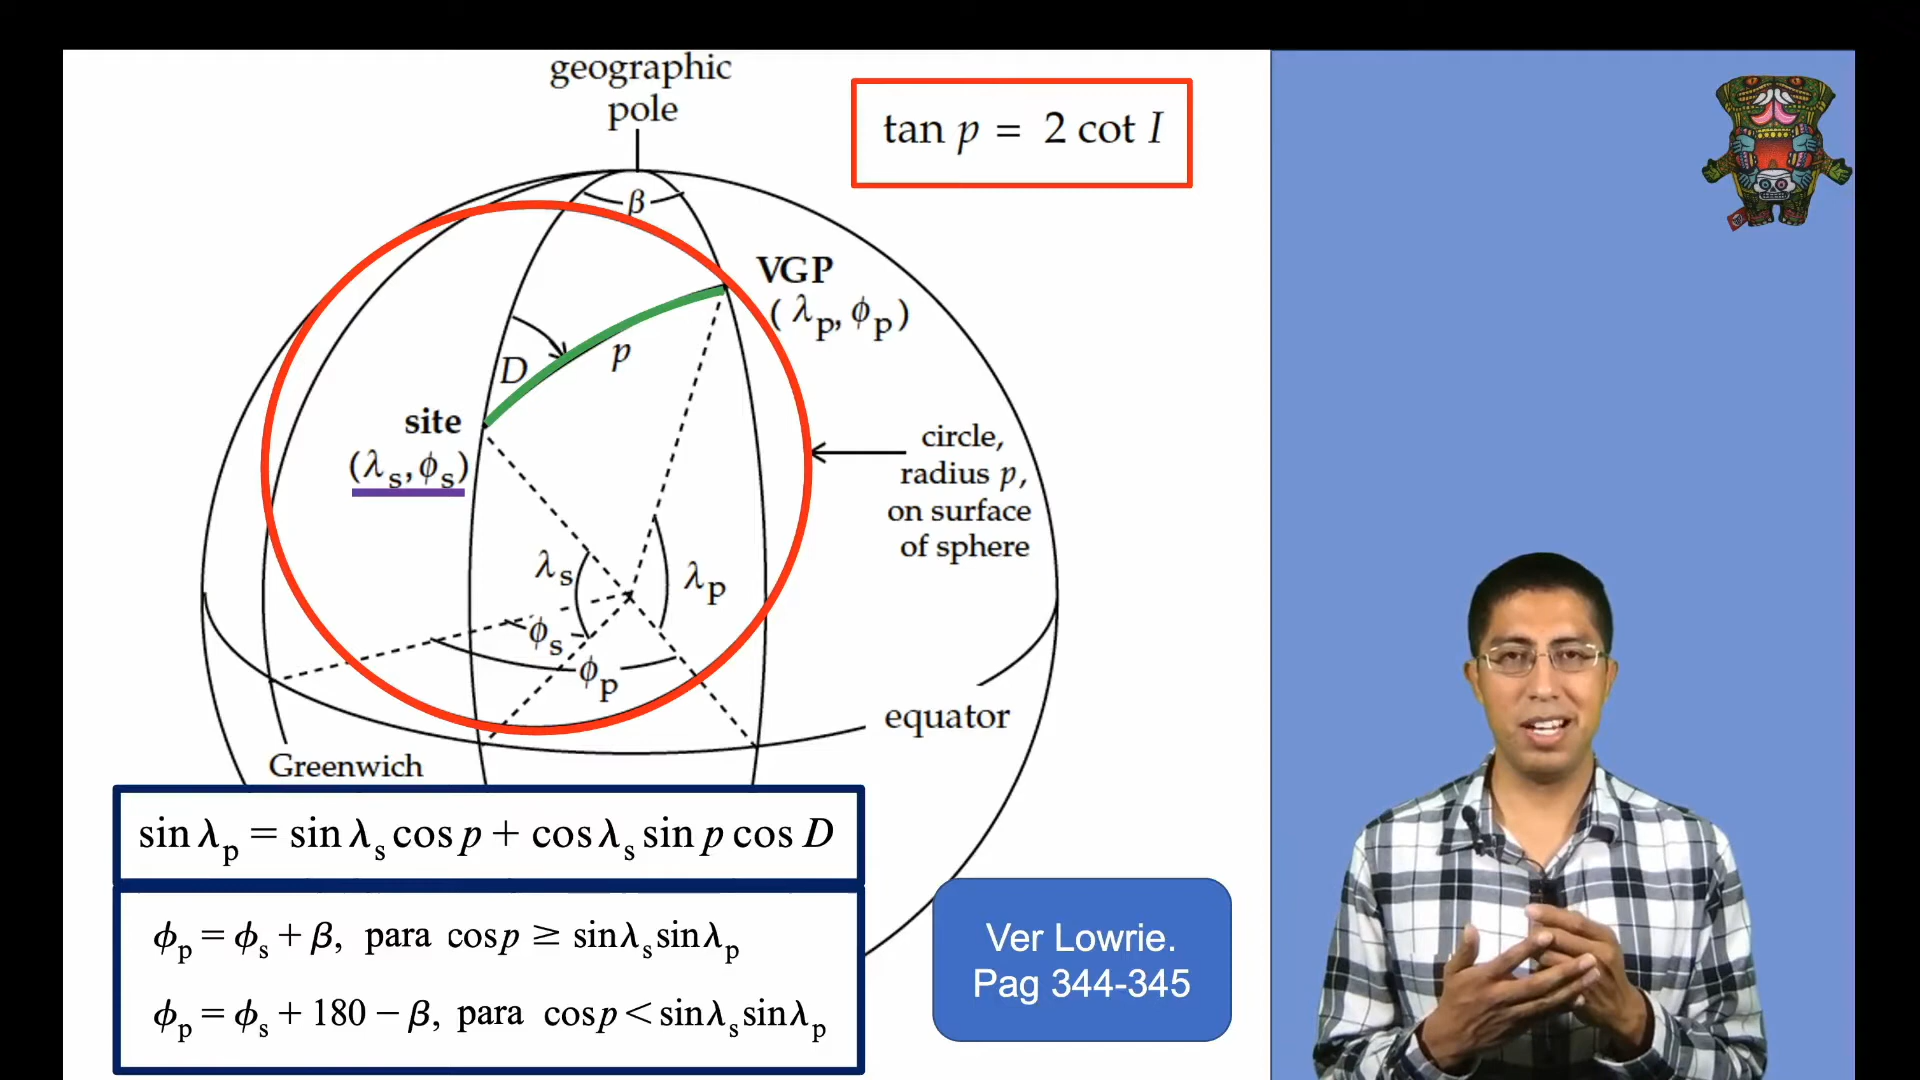 geographic
pole
tan p = 2 cot I
β
VGP
(λp, ϕp)
D
p
site
(λs, ϕs)
circle,
radius p,
on surface
of sphere
λs
λp
ϕs
ϕp
equator
Greenwich
sin λp = sin λs cos p + cos λs sin p cos D
ϕp = ϕs + β, para cos p ≥ sinλs sinλp
ϕp = ϕs + 180 − β, para cos p < sinλs sinλp
Ver Lowrie.
Pag 344-345